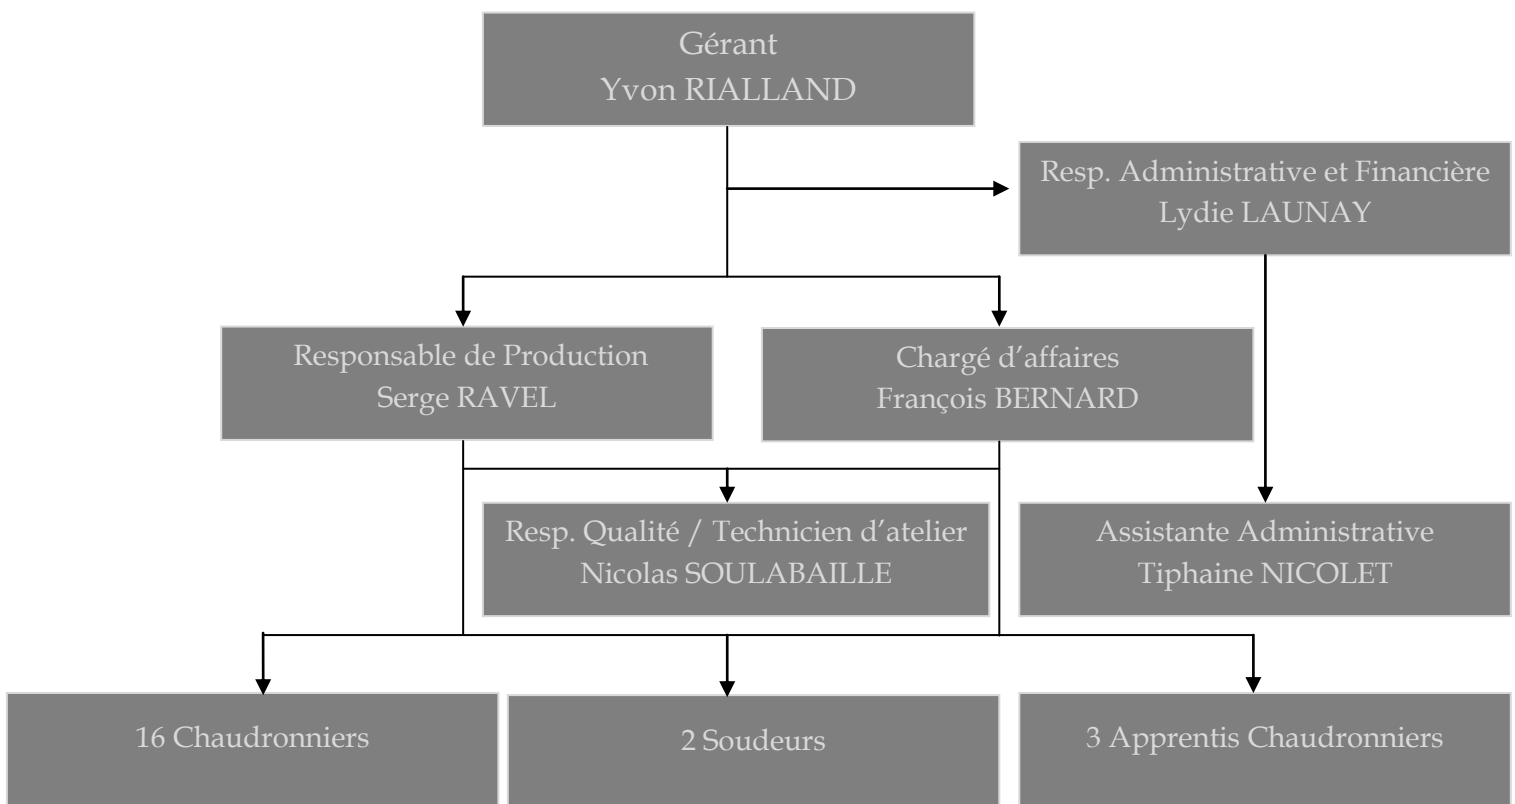 Gérant
Yvon RIALLAND
Resp. Administrative et Financière
Lydie LAUNAY
Responsable de Production
Serge RAVEL
Chargé d’affaires
François BERNARD
Resp. Qualité / Technicien d’atelier
Nicolas SOULABAILLE
Assistante Administrative
Tiphaine NICOLET
16 Chaudronniers
2 Soudeurs
3 Apprentis Chaudronniers